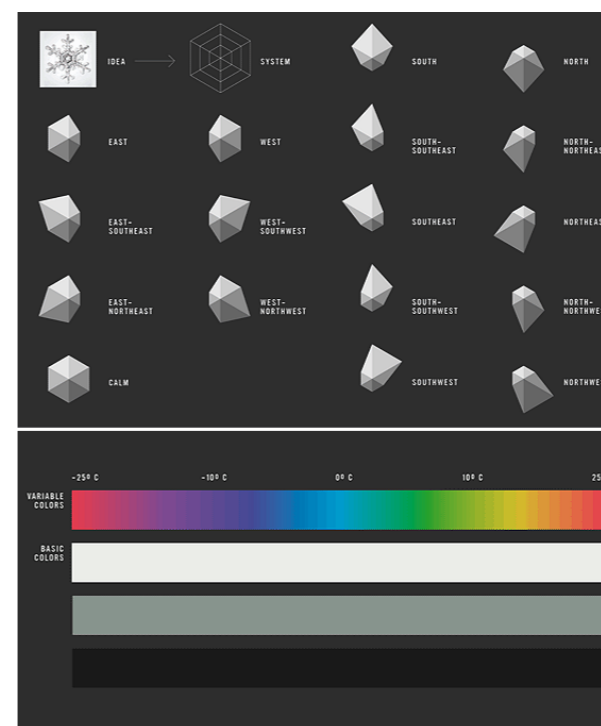 IDEA
SYSTEM
SOUTH
NORTH
EAST
WEST
SOUTH-
SOUTHEAST
NORTH-
EAST-
SOUTHEAST
WEST-
SOUTHWEST
SOUTHEAST
EAST-
NORTHEAST
WEST-
NORTHWEST
SOUTH-
SOUTHWEST
NORTH-
CALM
SOUTHWEST
-25º C
-10º C
0º C
10º C
VARIABLE
COLORS
BASIC
COLORS